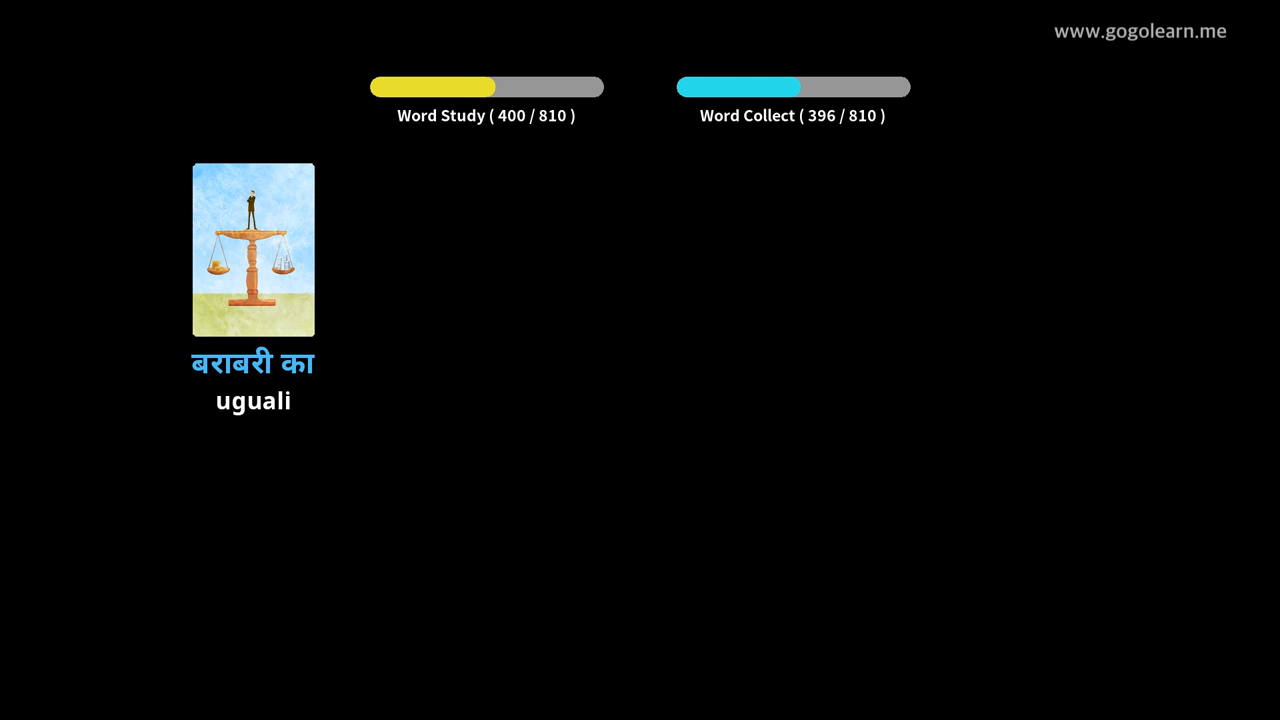 www.gogolearn.me
Word Study ( 400 / 810 )
Word Collect ( 396 / 810 )
बराबरी का
uguali